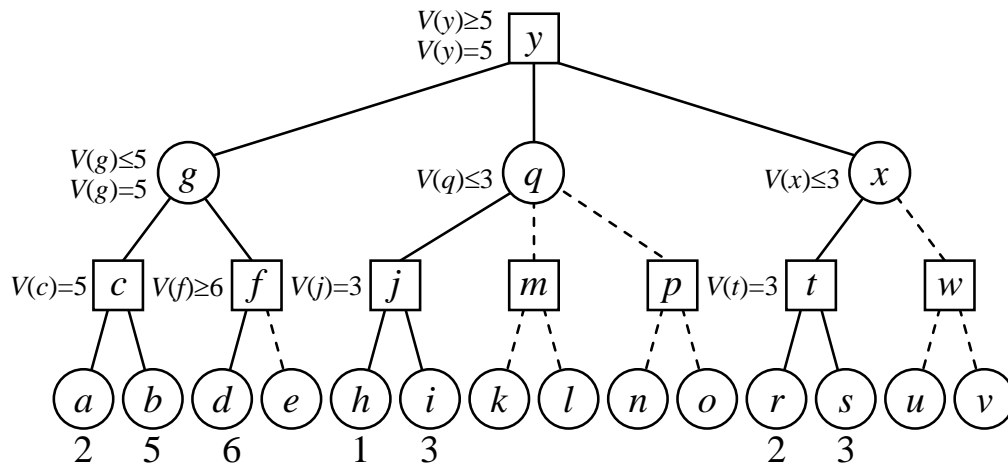 V(y)≥5
V(y)=5
y
V(g)≤5
V(g)=5
g
V(q)≤3
q
V(x)≤3
x
V(c)=5
c
V(f)≥6
f
V(j)=3
j
m
p
V(t)=3
t
w
a b d e h i k l n o r s u v
2 5 6 1 3 2 3